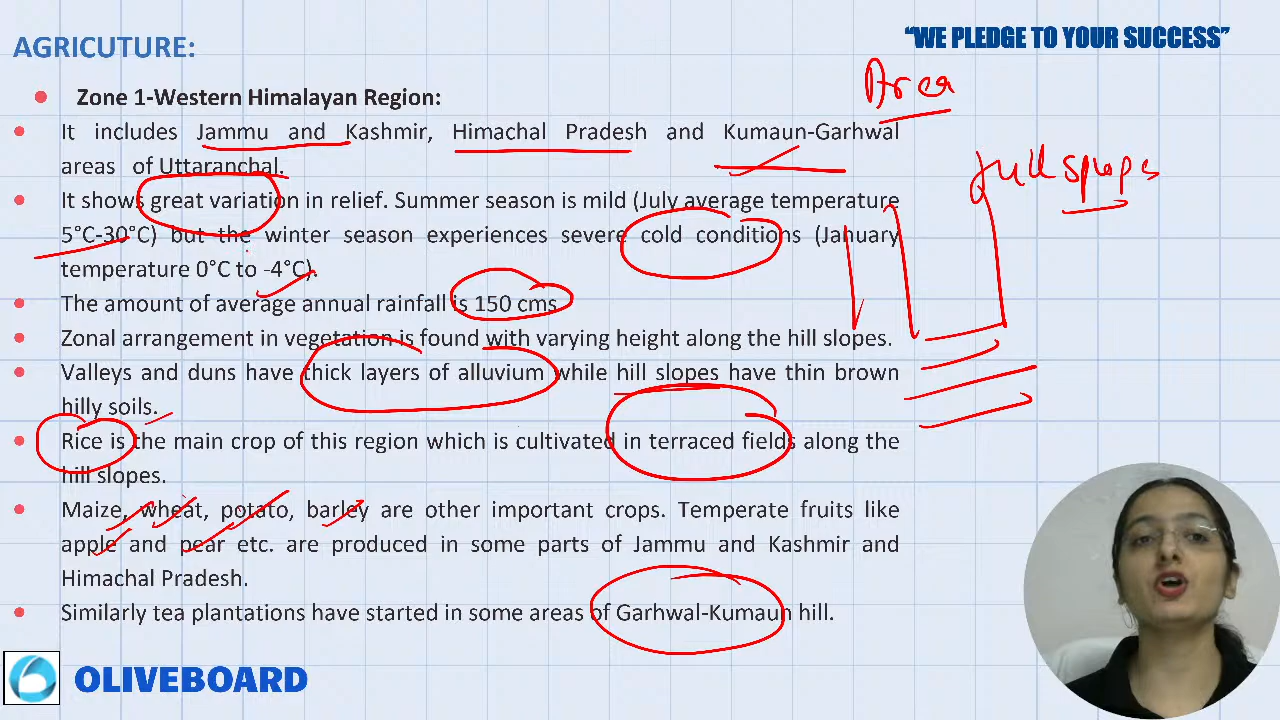 AGRICUTURE:
“WE PLEDGE TO YOUR SUCCESS”
Zone 1-Western Himalayan Region:
It includes Jammu and Kashmir, Himachal Pradesh and Kumaun-Garhwal
areas of Uttaranchal.
It shows great variation in relief. Summer season is mild (July average temperature
5°C-30°C) but the winter season experiences severe cold conditions (January
temperature 0°C to -4°C).
The amount of average annual rainfall is 150 cms.
Zonal arrangement in vegetation is found with varying height along the hill slopes.
Valleys and duns have thick layers of alluvium while hill slopes have thin brown
hilly soils.
Rice is the main crop of this region which is cultivated in terraced fields along the
hill slopes.
Maize, wheat, potato, barley are other important crops. Temperate fruits like
apple and pear etc. are produced in some parts of Jammu and Kashmir and
Himachal Pradesh.
Similarly tea plantations have started in some areas of Garhwal-Kumaun hill.
Area
OLIVEBOARD